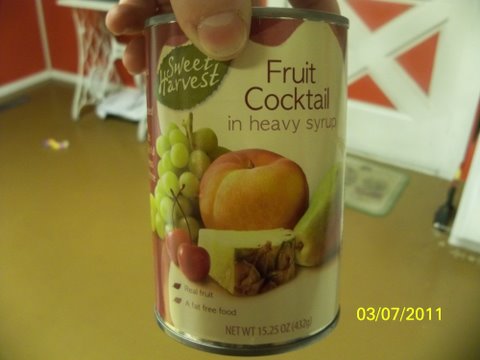 Sweet
Harvest
Fruit
Cocktail
in heavy syrup
Real fruit
A fat free food
NET WT 15.25 OZ (432g)
03/07/2011